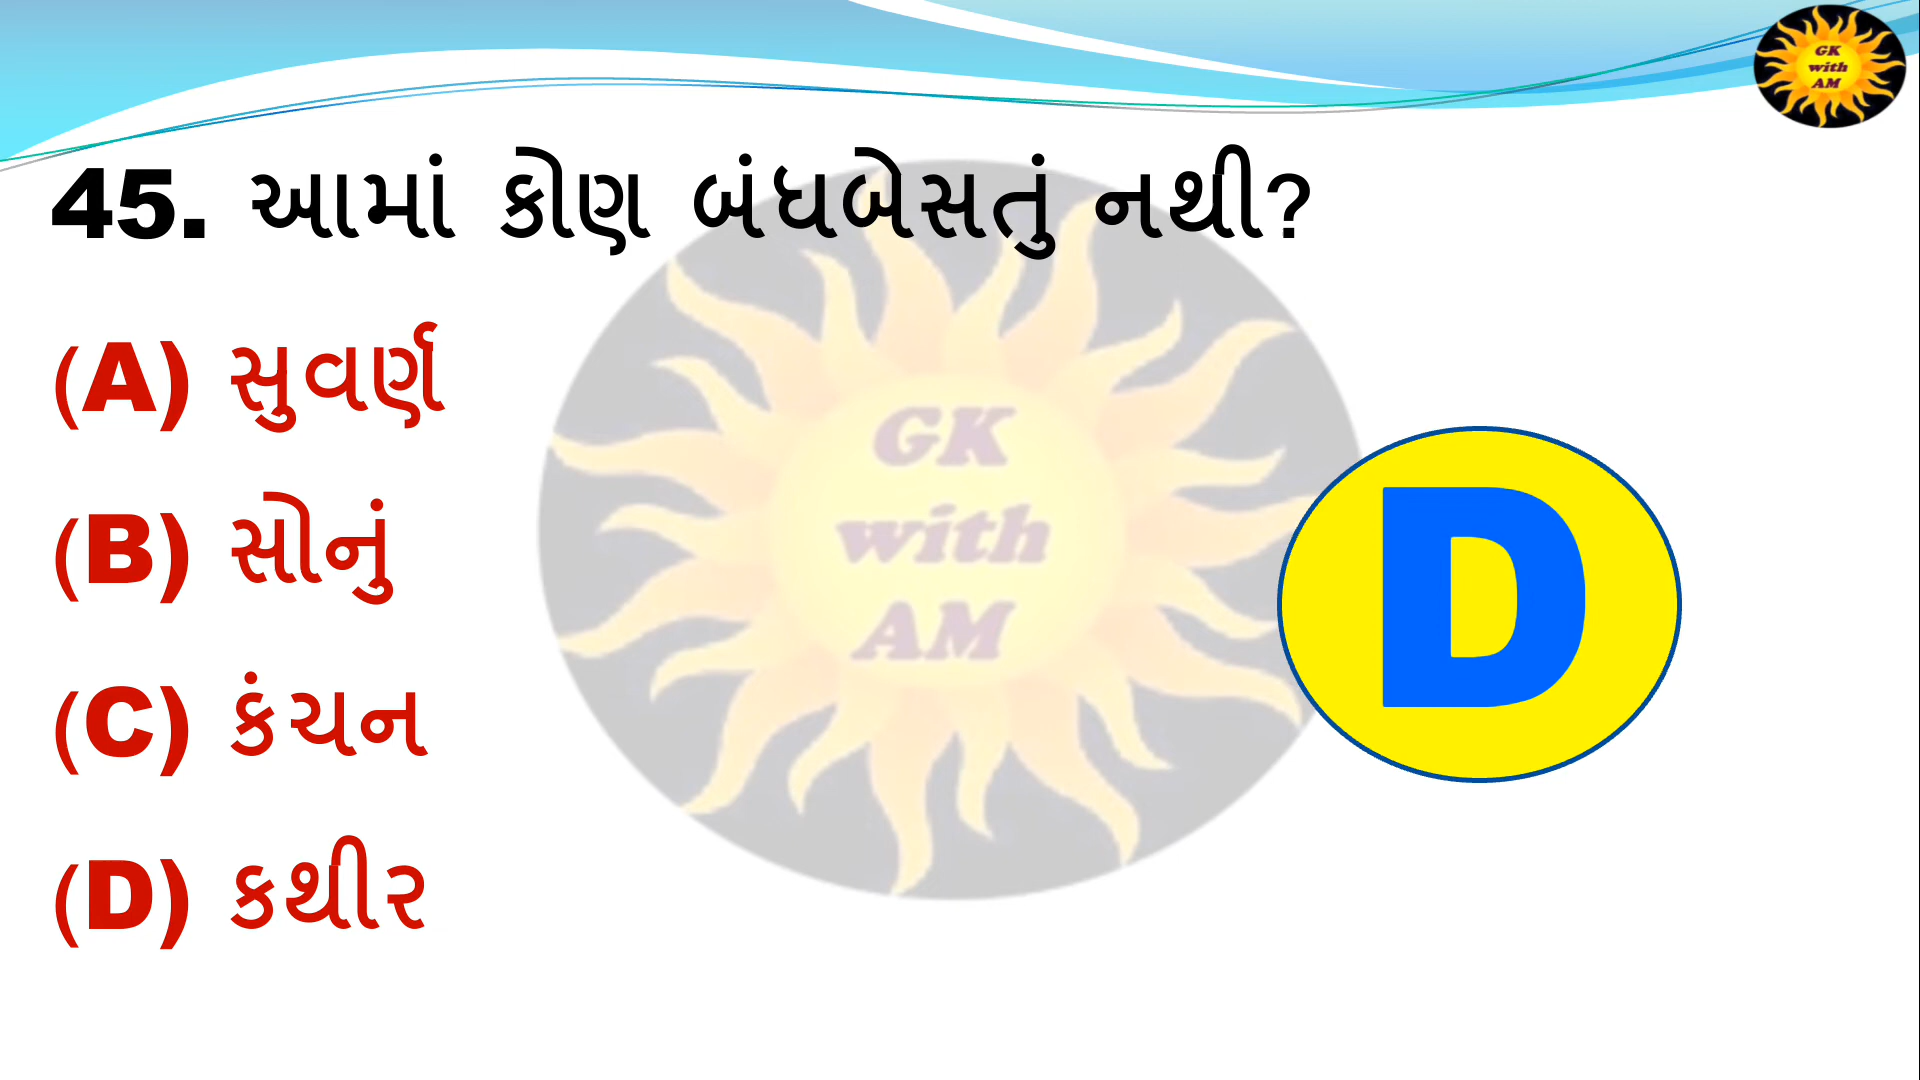 GK
with
AM
45. આમાં કોણ બંધબેસતું નથી?
(A) સુવર્ણ
(B) સોનું
(C) કંચન
(D) કથીર
GK
with
AM
D